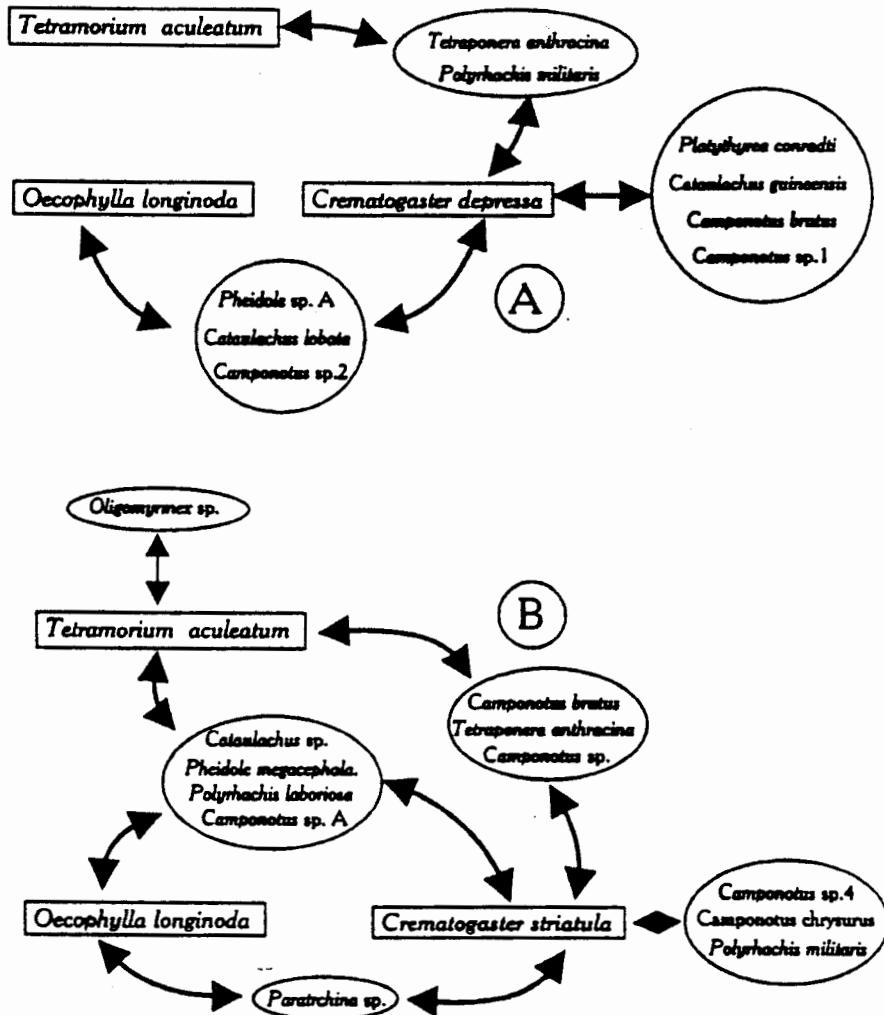 Tetramorium aculeatum
Tetraponera anthracina
Polyrhachis militaris
Platythyrea conradti
Cataulachus guineensis
Camponotus brutus
Camponotus sp.1
Oecophylla longinoda
Crematogaster depressa
A
Pheidole sp. A
Cataulachus lobata
Camponotus sp.2
Oligomyrmex sp.
B
Tetramorium aculeatum
Camponotus brutus
Tetraponera anthracina
Camponotus sp.
Cataulachus sp.
Pheidole megacephala.
Polyrhachis laboriosa
Camponotus sp. A
Oecophylla longinoda
Crematogaster striatula
Camponotus sp.4
Camponotus chrysurus
Polyrhachis militaris
Paratrchina sp.